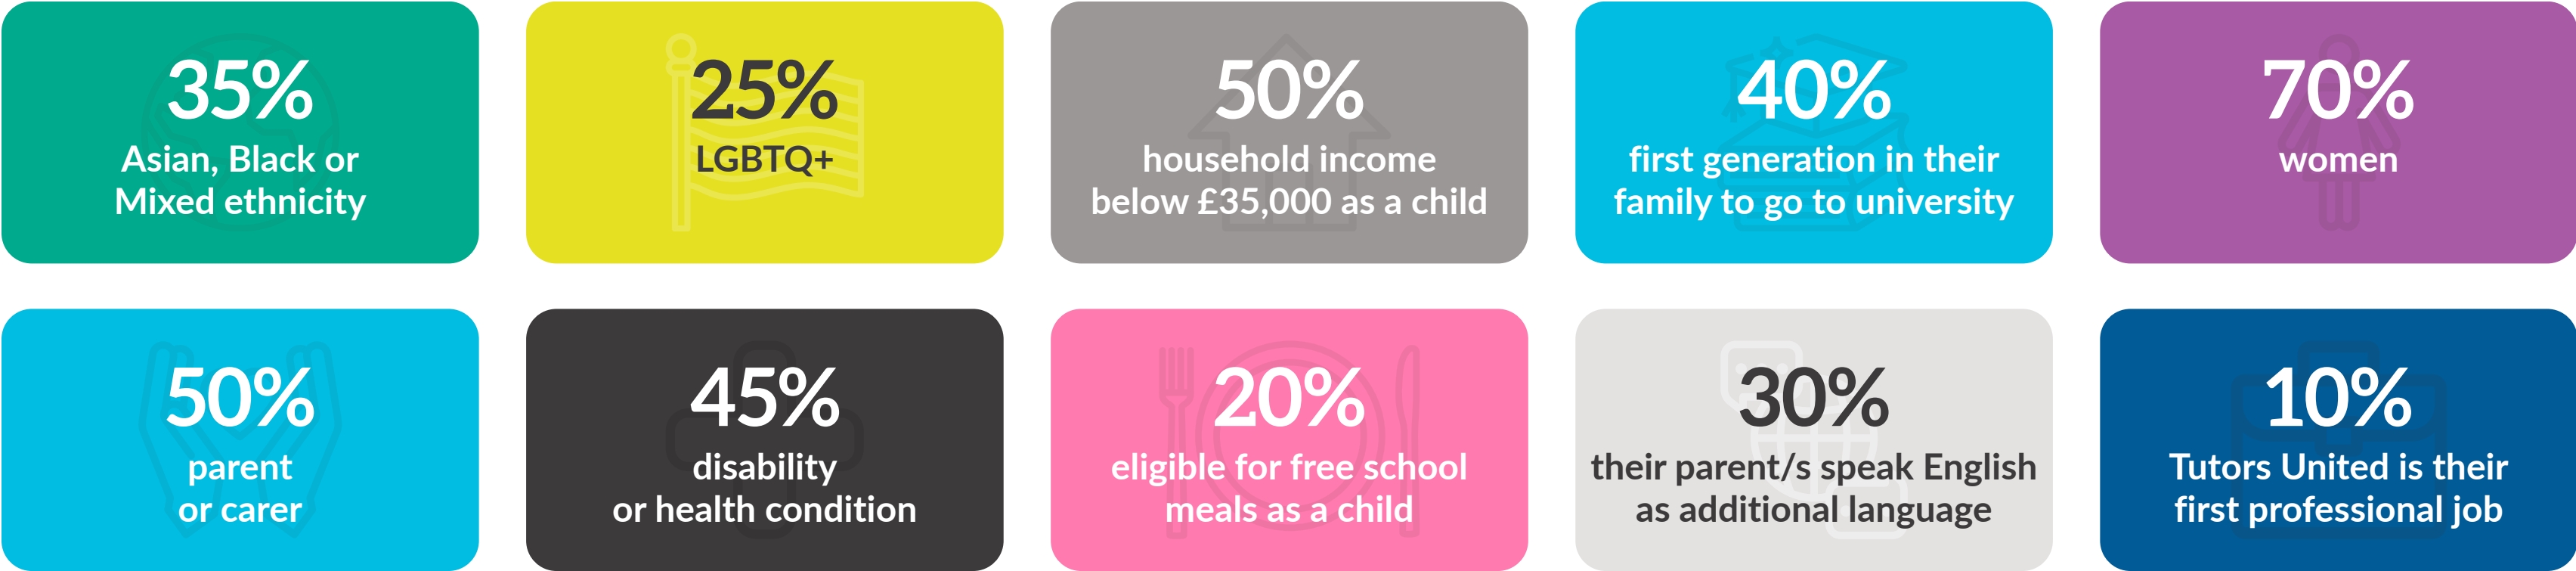 35%
Asian, Black or
Mixed ethnicity
25%
LGBTQ+
50%
household income
below £35,000 as a child
40%
first generation in their
family to go to university
70%
women
50%
parent
or carer
45%
disability
or health condition
20%
eligible for free school
meals as a child
30%
their parent/s speak English
as additional language
10%
Tutors United is their
first professional job